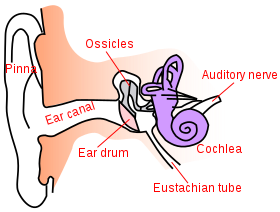 Ossicles
Pinna
Auditory nerve
Ear canal
Ear drum
Cochlea
Eustachian tube